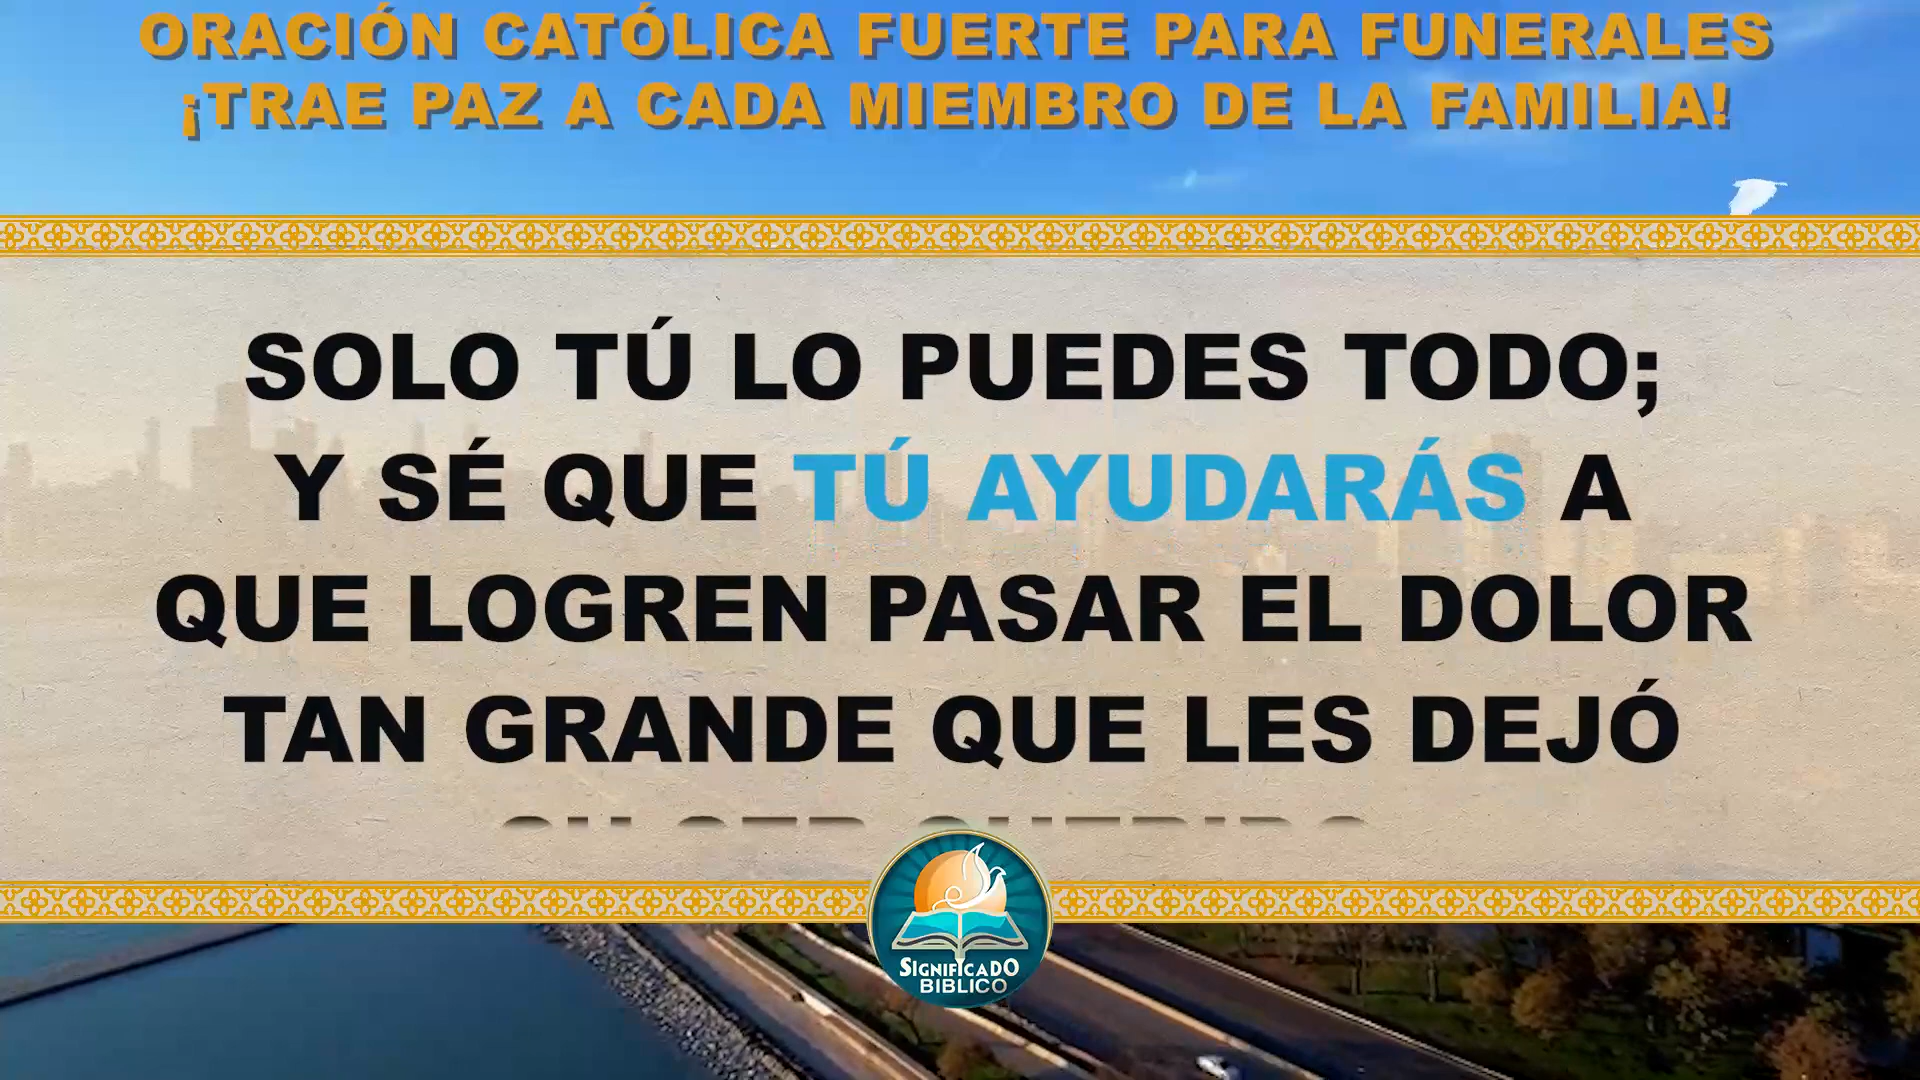 ORACIÓN CATÓLICA FUERTE PARA FUNERALES
¡TRAE PAZ A CADA MIEMBRO DE LA FAMILIA!
SOLO TÚ LO PUEDES TODO;
Y SÉ QUE TÚ AYUDARÁS A
QUE LOGREN PASAR EL DOLOR
TAN GRANDE QUE LES DEJÓ
SIGNIFICADO
BIBLICO